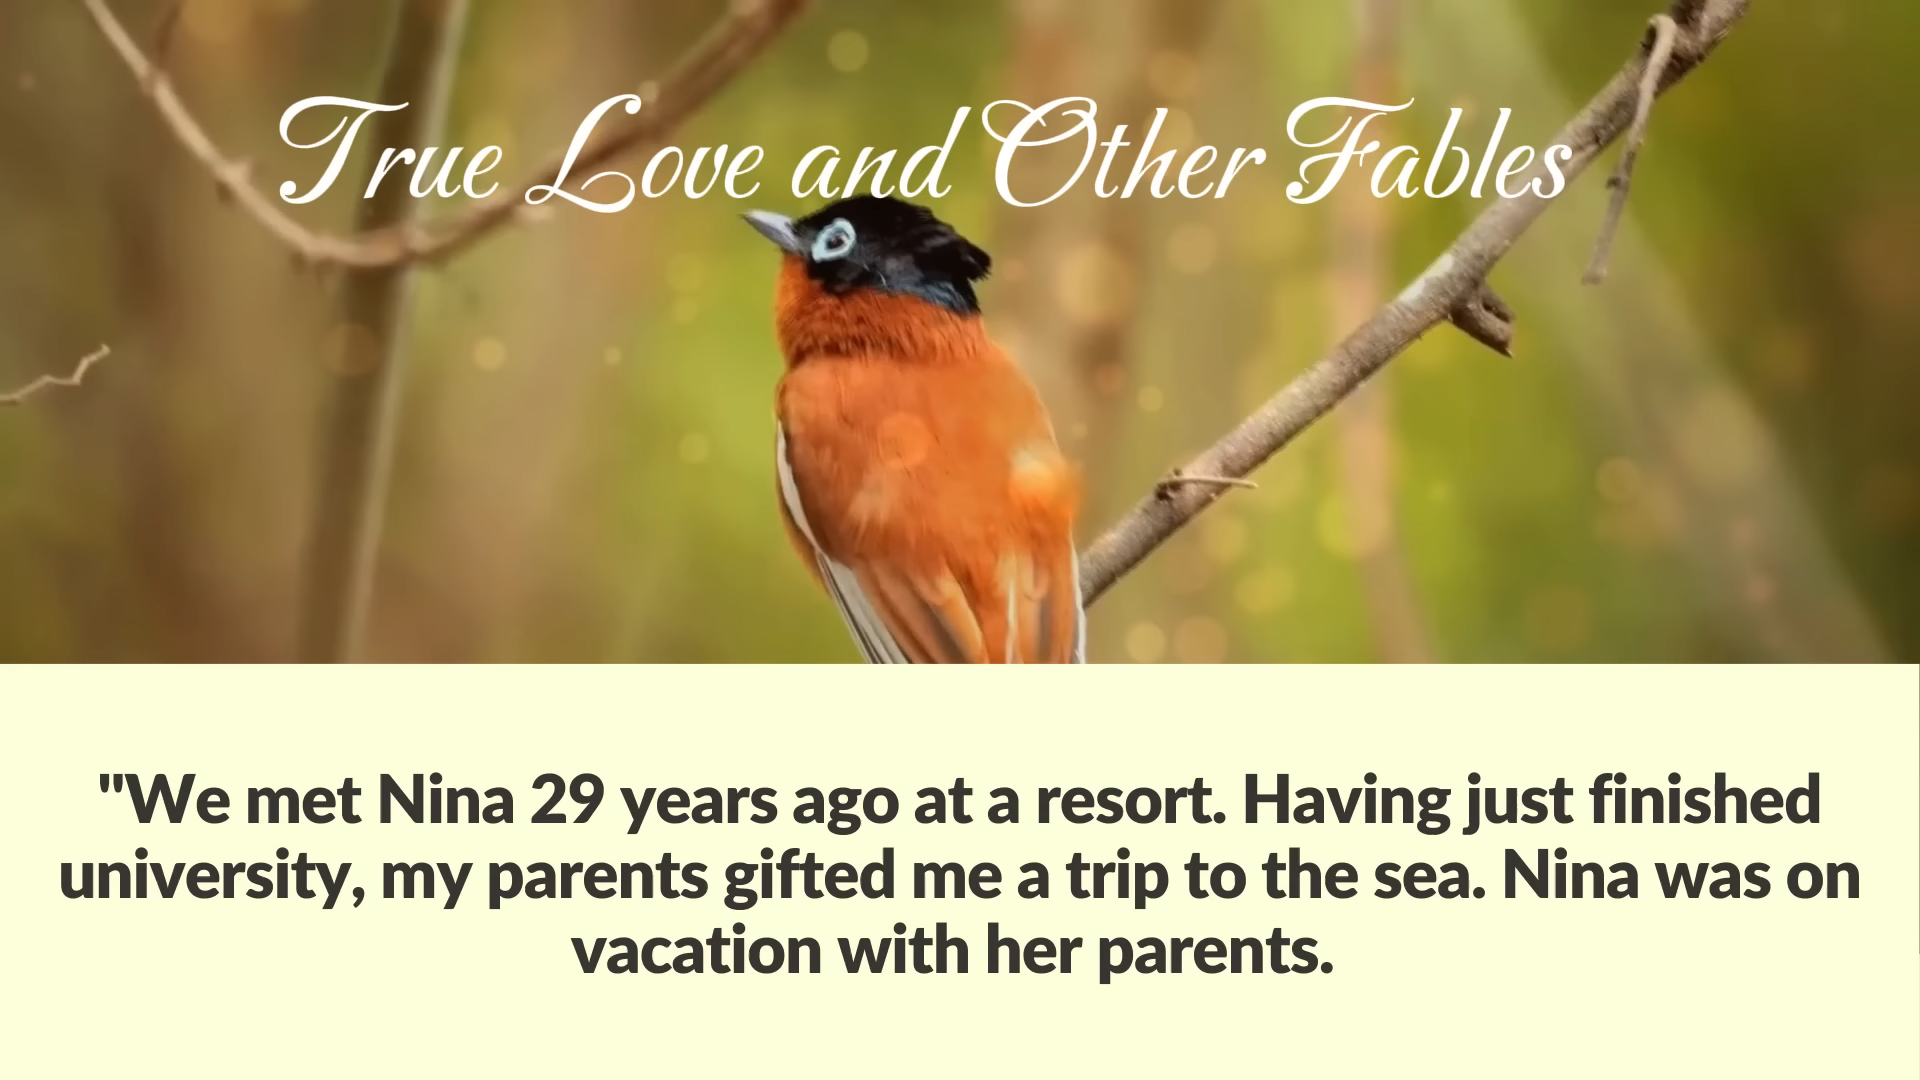 True Love and Other Fables
"We met Nina 29 years ago at a resort. Having just finished
university, my parents gifted me a trip to the sea. Nina was on
vacation with her parents.